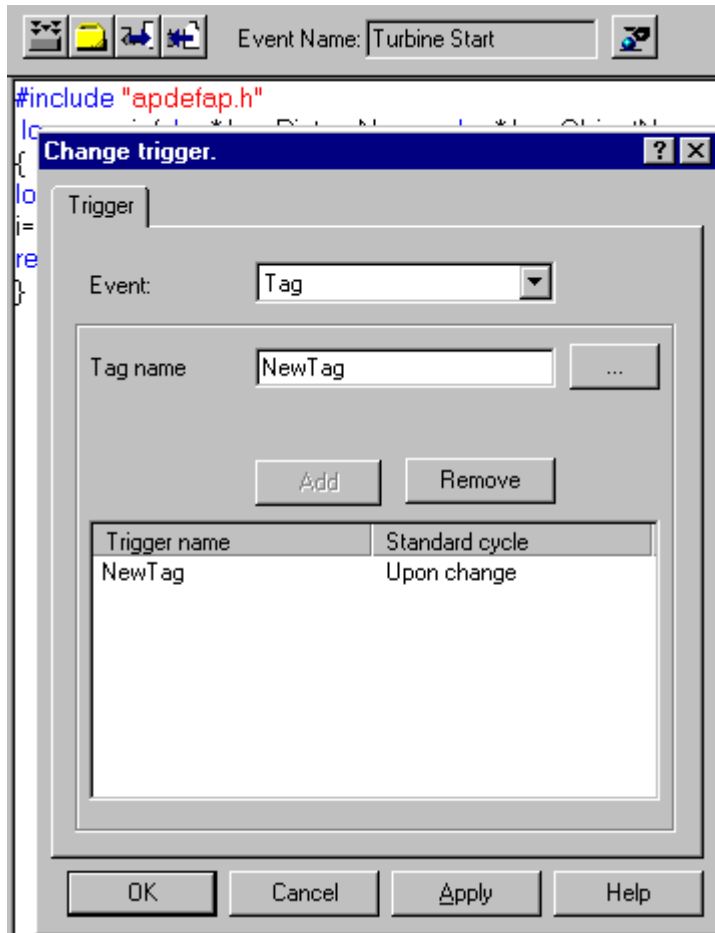 Event Name: Turbine Start
#include "apdefap.h"
{
Change trigger.
i=
}
Trigger
Event: Tag
Tag name NewTag ...
Add Remove
Trigger name Standard cycle
NewTag Upon change
OK Cancel Apply Help